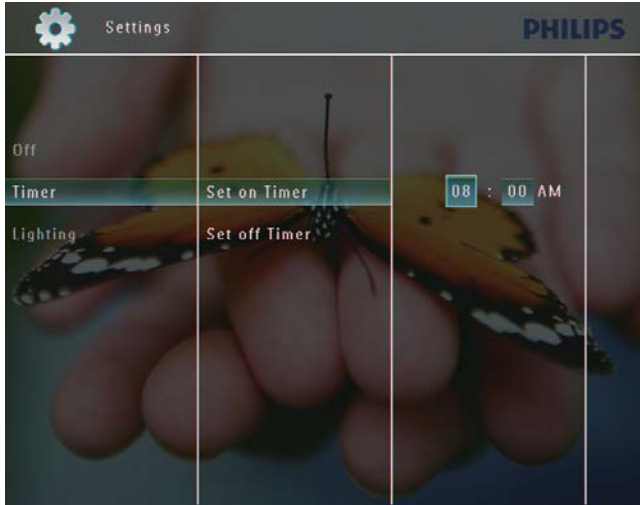 Settings
PHILIPS
Off
Timer
Set on Timer
08 : 00 AM
Lighting
Set off Timer